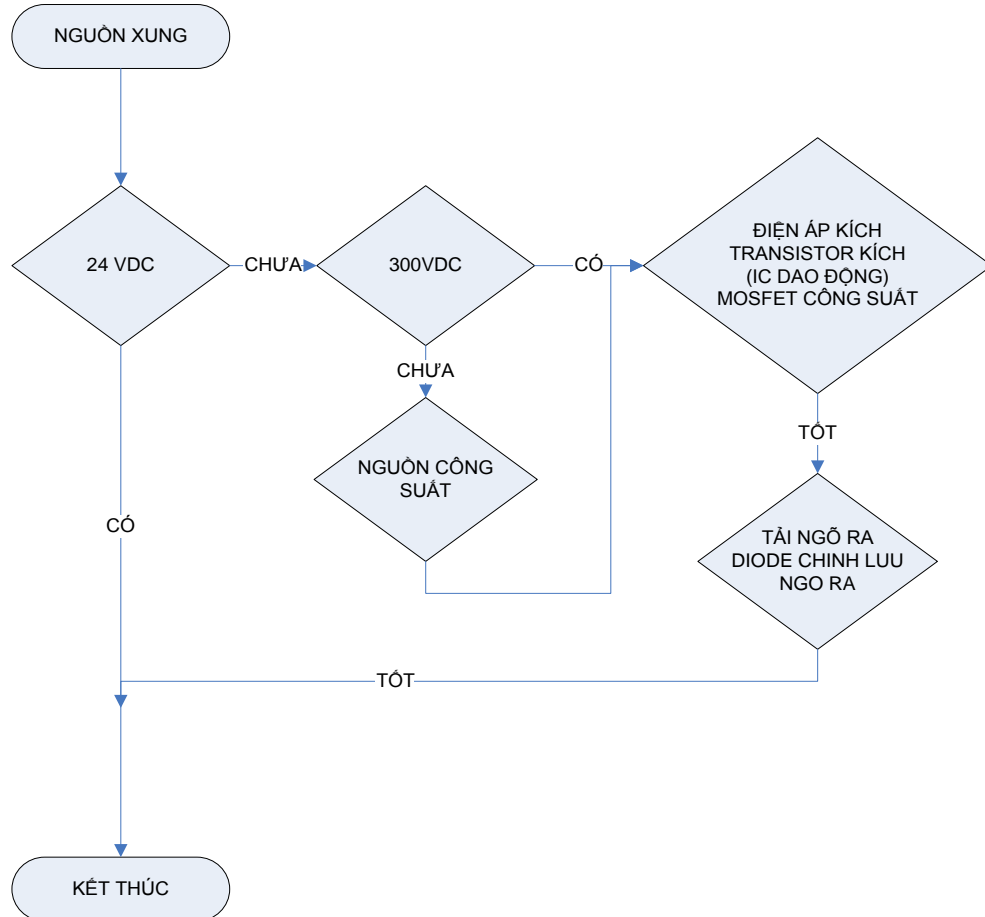 NGUỒN XUNG
24 VDC
CHƯA
300VDC
CÓ
ĐIỆN ÁP KÍCH
TRANSISTOR KÍCH
(IC DAO ĐỘNG)
MOSFET CÔNG SUẤT
CHƯA
NGUỒN CÔNG
SUẤT
TỐT
CÓ
TẢI NGÕ RA
DIODE CHINH LUU
NGO RA
TỐT
KẾT THÚC